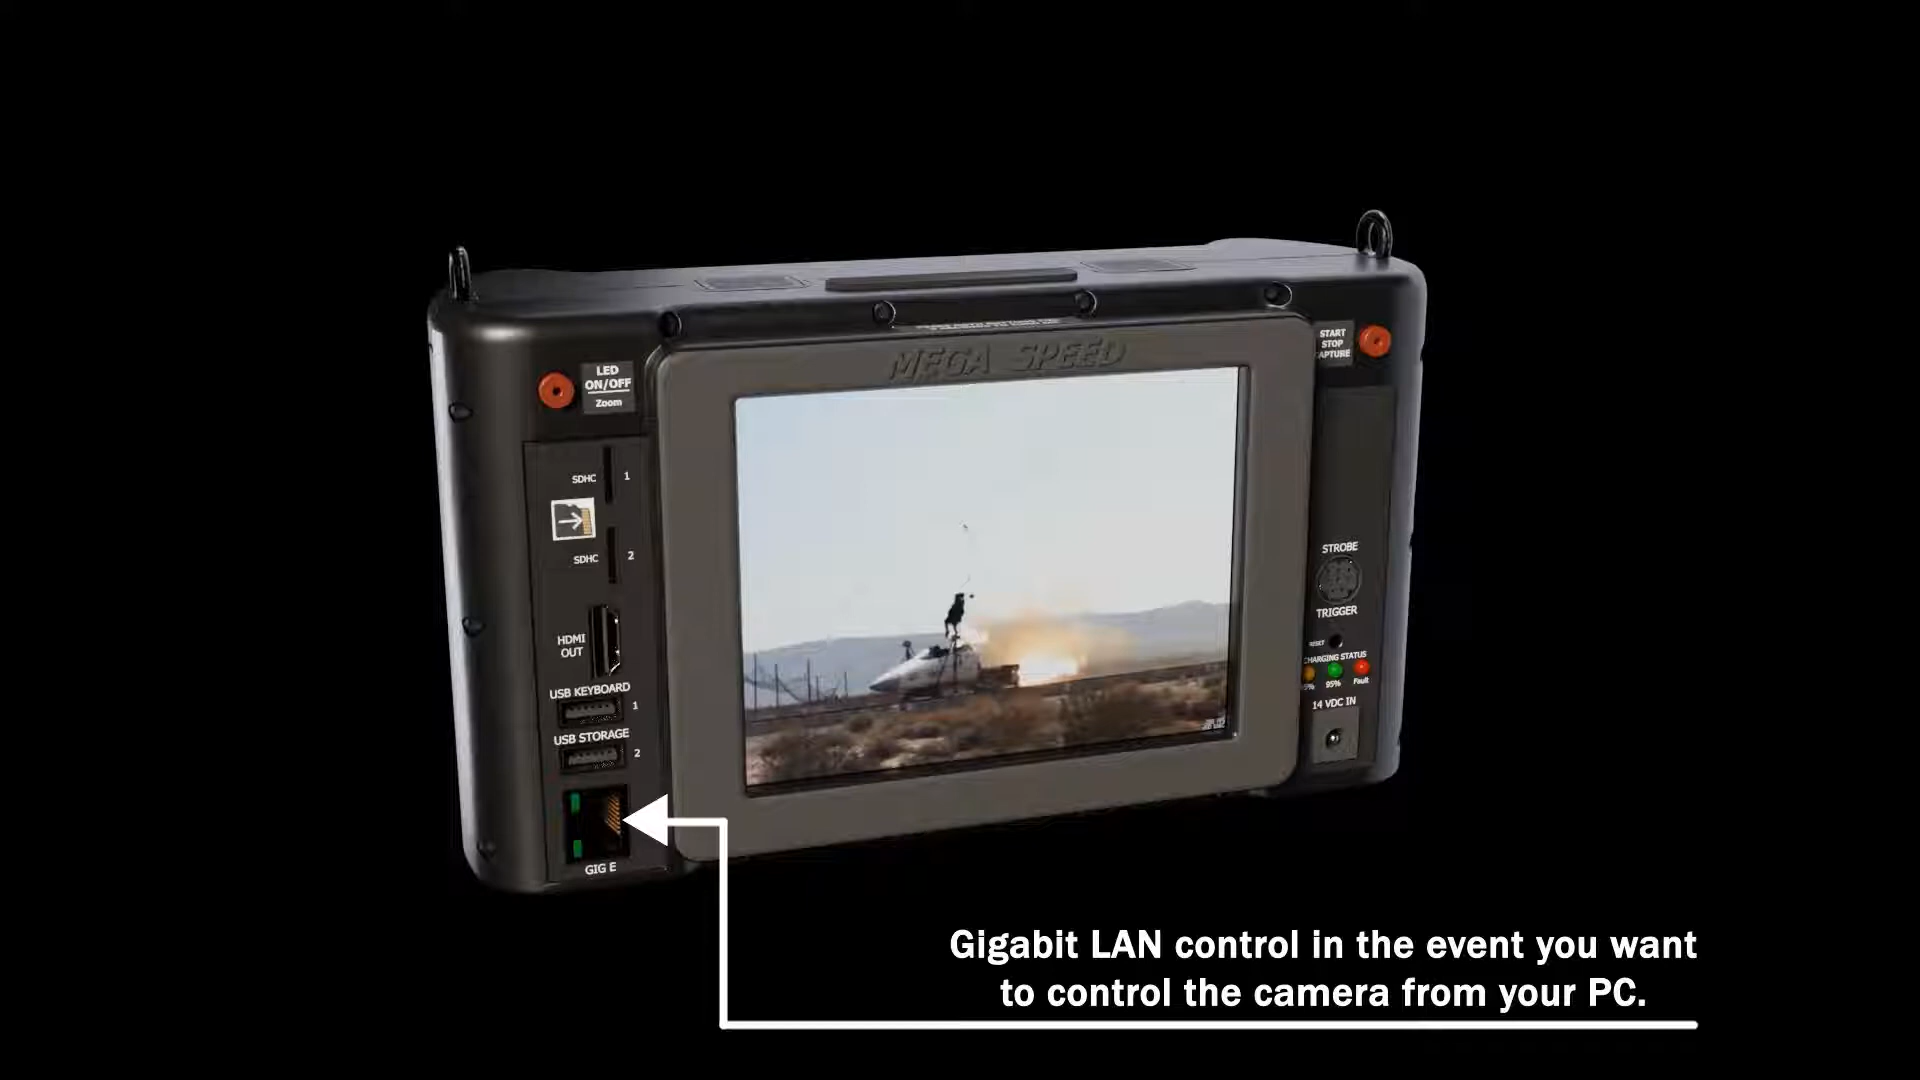 MEGA SPEED
LED
ON/OFF
Zoom
START
STOP
CAPTURE
SDHC 1
SDHC 2
HDMI
OUT
USB KEYBOARD
1
USB STORAGE
2
GIG E
STROBE
TRIGGER
RESET
CHARGING STATUS
95% Fault
14 VDC IN
Gigabit LAN control in the event you want
to control the camera from your PC.